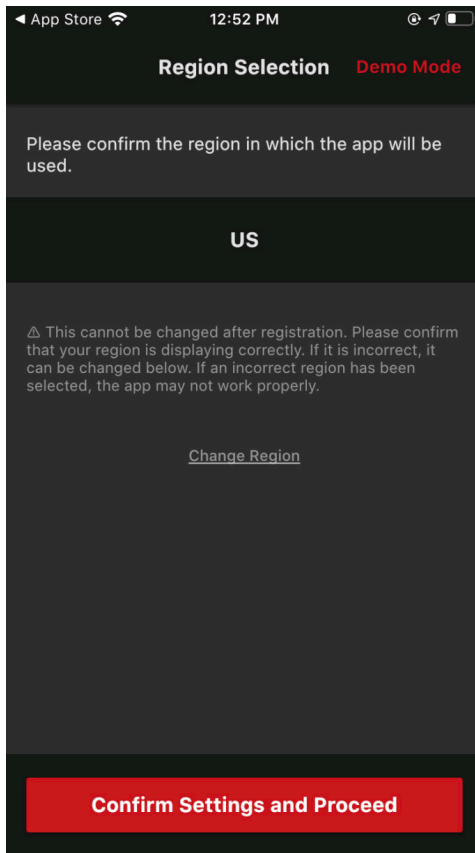 ◀ App Store 12:52 PM
Region Selection Demo Mode
Please confirm the region in which the app will be
used.
US
⚠ This cannot be changed after registration. Please confirm
that your region is displaying correctly. If it is incorrect, it
can be changed below. If an incorrect region has been
selected, the app may not work properly.
Change Region
Confirm Settings and Proceed